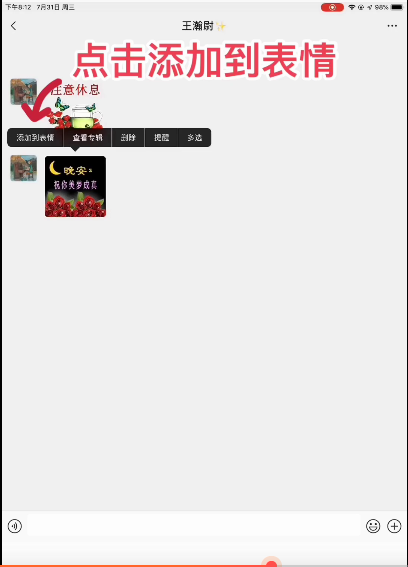 下午8:12 7月31日 周三
98%
王瀚尉✨
点击添加到表情
注意休息
添加到表情 查看专辑 删除 提醒 多选
晚安
祝你美梦成真